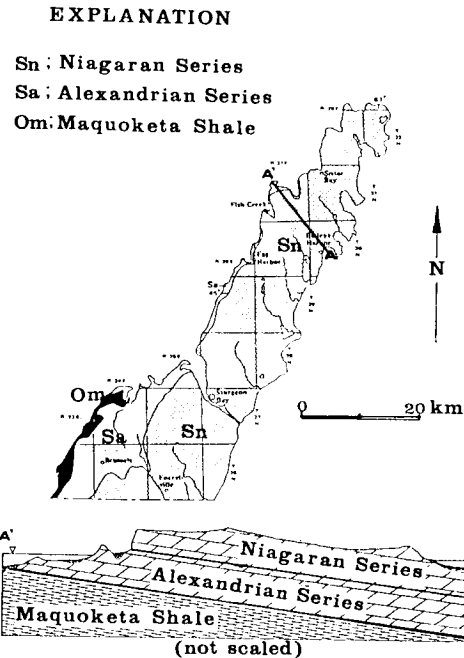 EXPLANATION
Sn ; Niagaran Series
Sa ; Alexandrian Series
Om; Maquoketa Shale
A'
Sister Bay
Fish Creek
Sn
A
Egg Harbor
N
Sa
Sturgeon Bay
Om
0 20 km
Sa Sn
Brussels
Forestville
A'
Niagaran Series
Alexandrian Series
Maquoketa Shale
(not scaled)